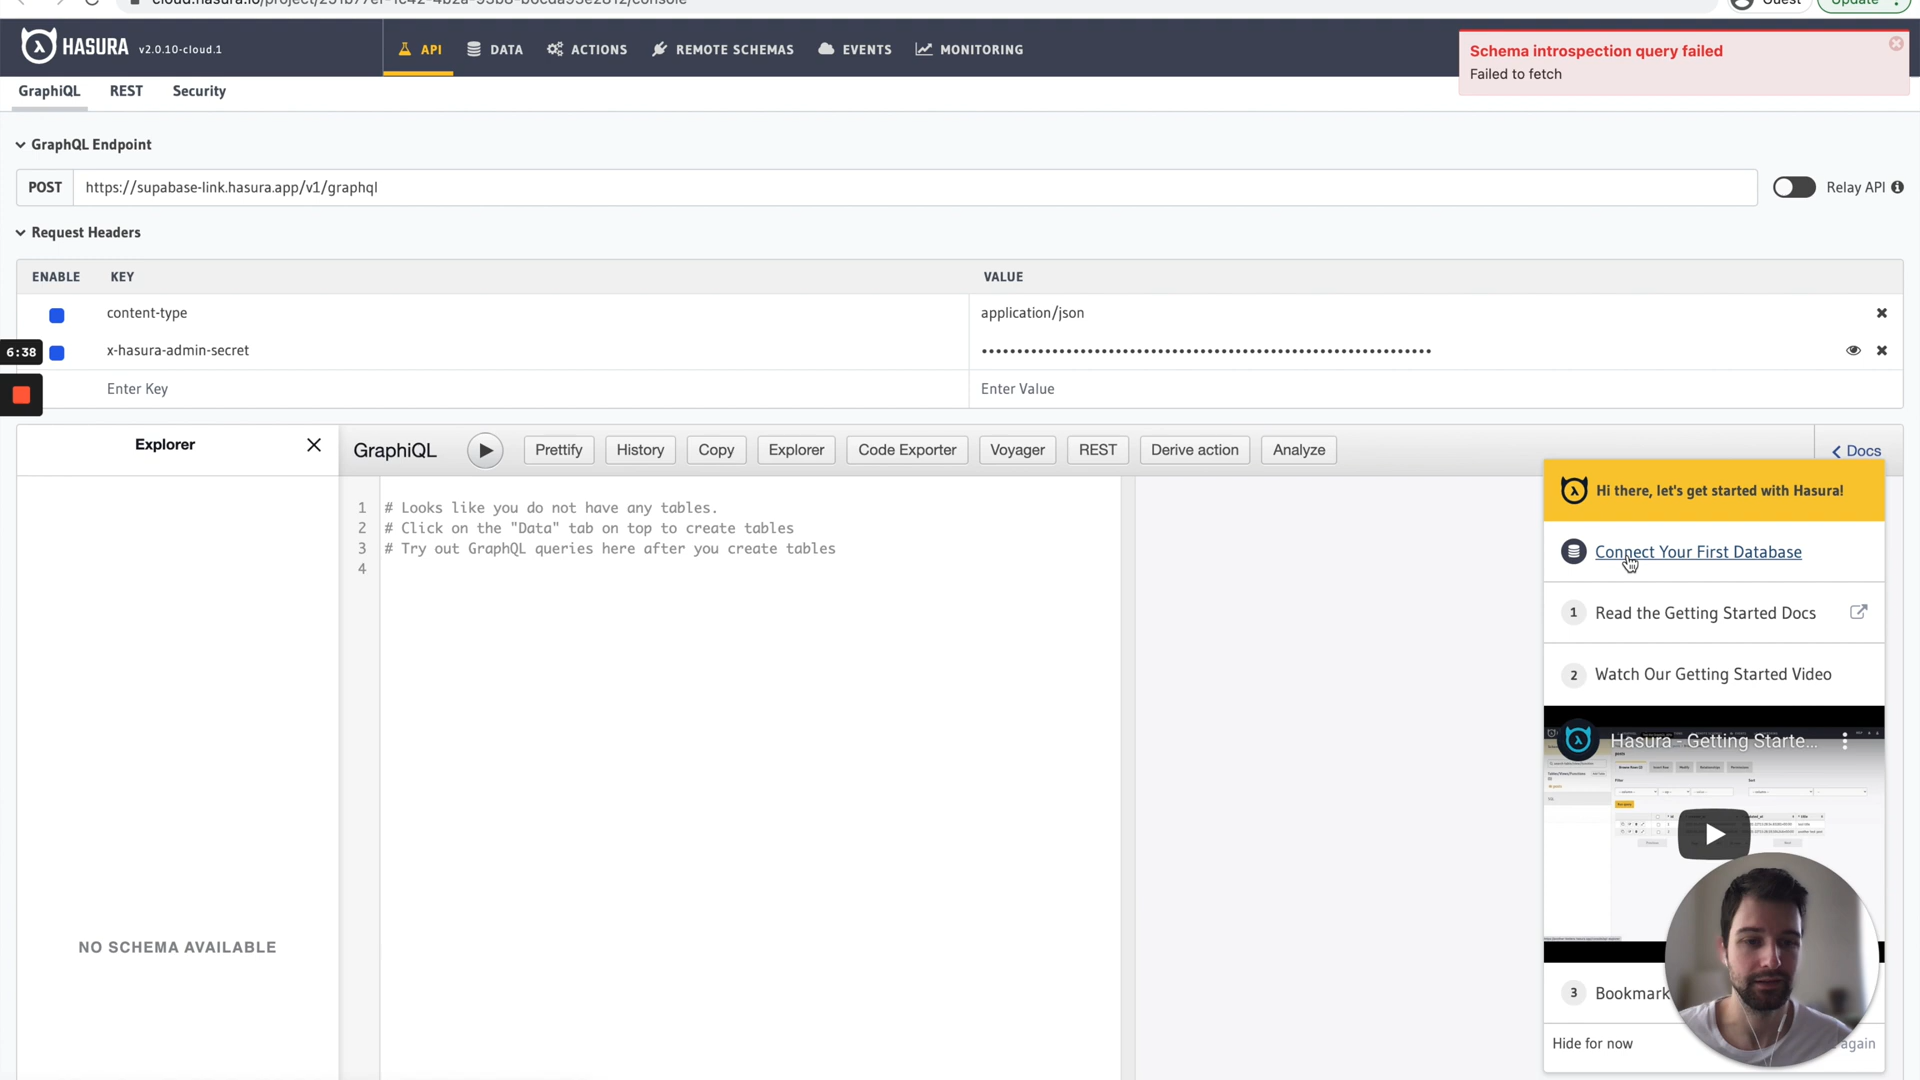 Guest
Update
HASURA v2.0.10-cloud.1
API
DATA
ACTIONS
REMOTE SCHEMAS
EVENTS
MONITORING
Schema introspection query failed
Failed to fetch
GraphiQL
REST
Security
GraphQL Endpoint
POST
https://supabase-link.hasura.app/v1/graphql
Relay API
Request Headers
ENABLE
KEY
VALUE
content-type
application/json
6:38
x-hasura-admin-secret
Enter Key
Enter Value
Explorer
GraphiQL
Prettify
History
Copy
Explorer
Code Exporter
Voyager
REST
Derive action
Analyze
Docs
1 # Looks like you do not have any tables.
2 # Click on the "Data" tab on top to create tables
3 # Try out GraphQL queries here after you create tables
4
NO SCHEMA AVAILABLE
Hi there, let's get started with Hasura!
Connect Your First Database
1 Read the Getting Started Docs
2 Watch Our Getting Started Video
Hasura - Getting Starte...
3 Bookmark
Hide for now
again